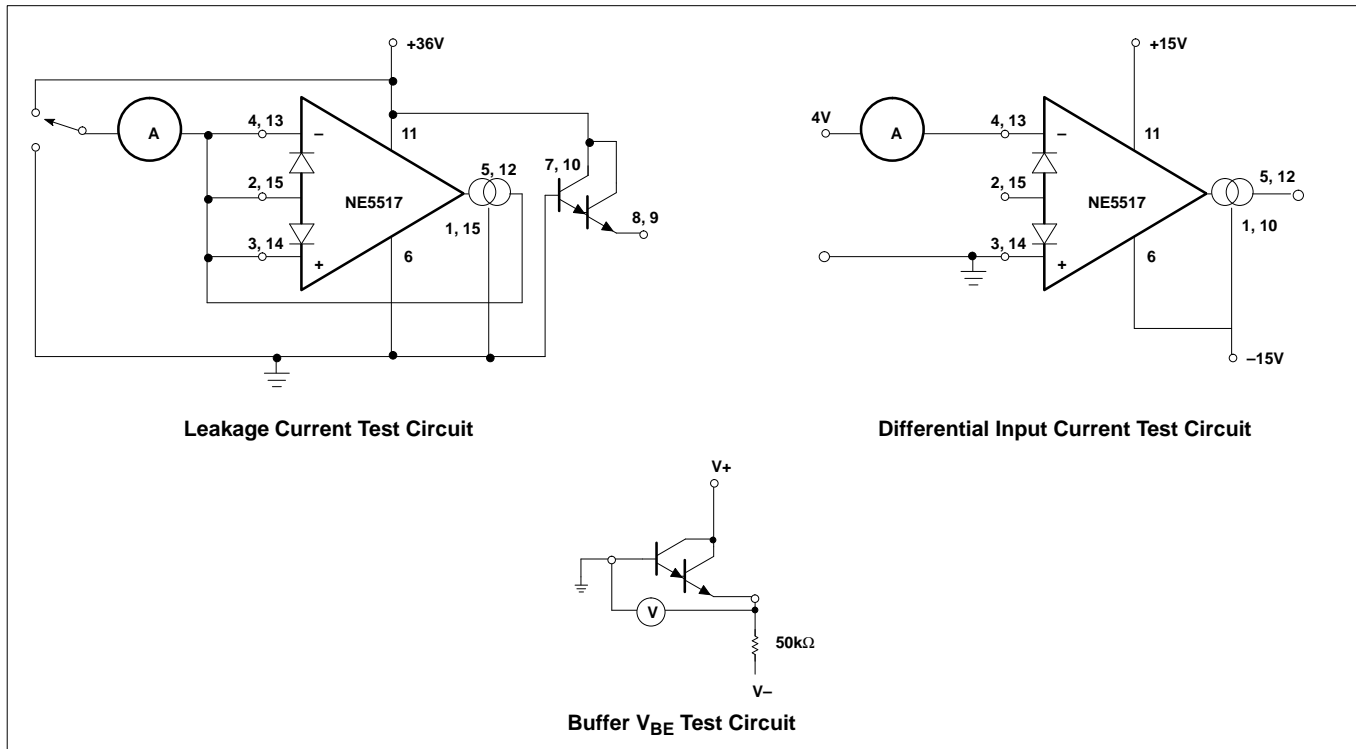 +36V
A
4, 13
–
11
2, 15
NE5517
5, 12
1, 15
3, 14
+
6
7, 10
8, 9
Leakage Current Test Circuit
+15V
4V
A
4, 13
–
11
2, 15
NE5517
5, 12
1, 10
3, 14
+
6
–15V
Differential Input Current Test Circuit
V+
V
50kΩ
V–
Buffer VBE Test Circuit